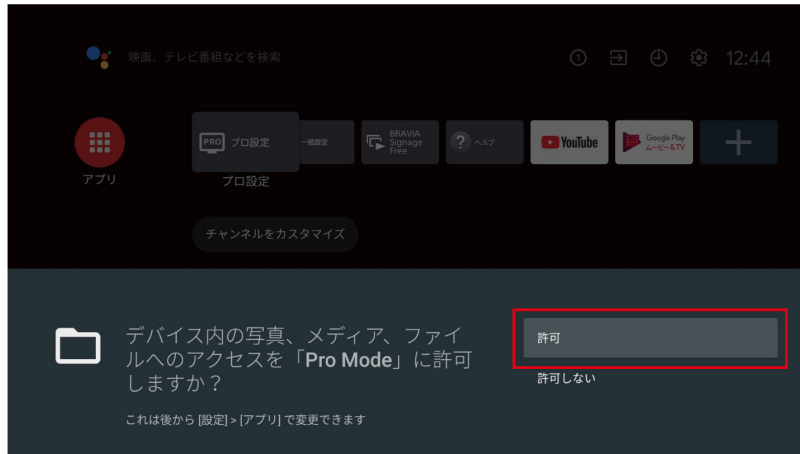 映画、テレビ番組などを検索
1
12:44
PRO プロ設定
一括設定
BRAVIA
Signage
Free
? ヘルプ
YouTube
Google Play
ムービー&TV
アプリ
プロ設定
チャンネルをカスタマイズ
デバイス内の写真、メディア、ファイ
ルへのアクセスを「Pro Mode」に許可
しますか？
これは後から [設定] > [アプリ] で変更できます
許可
許可しない